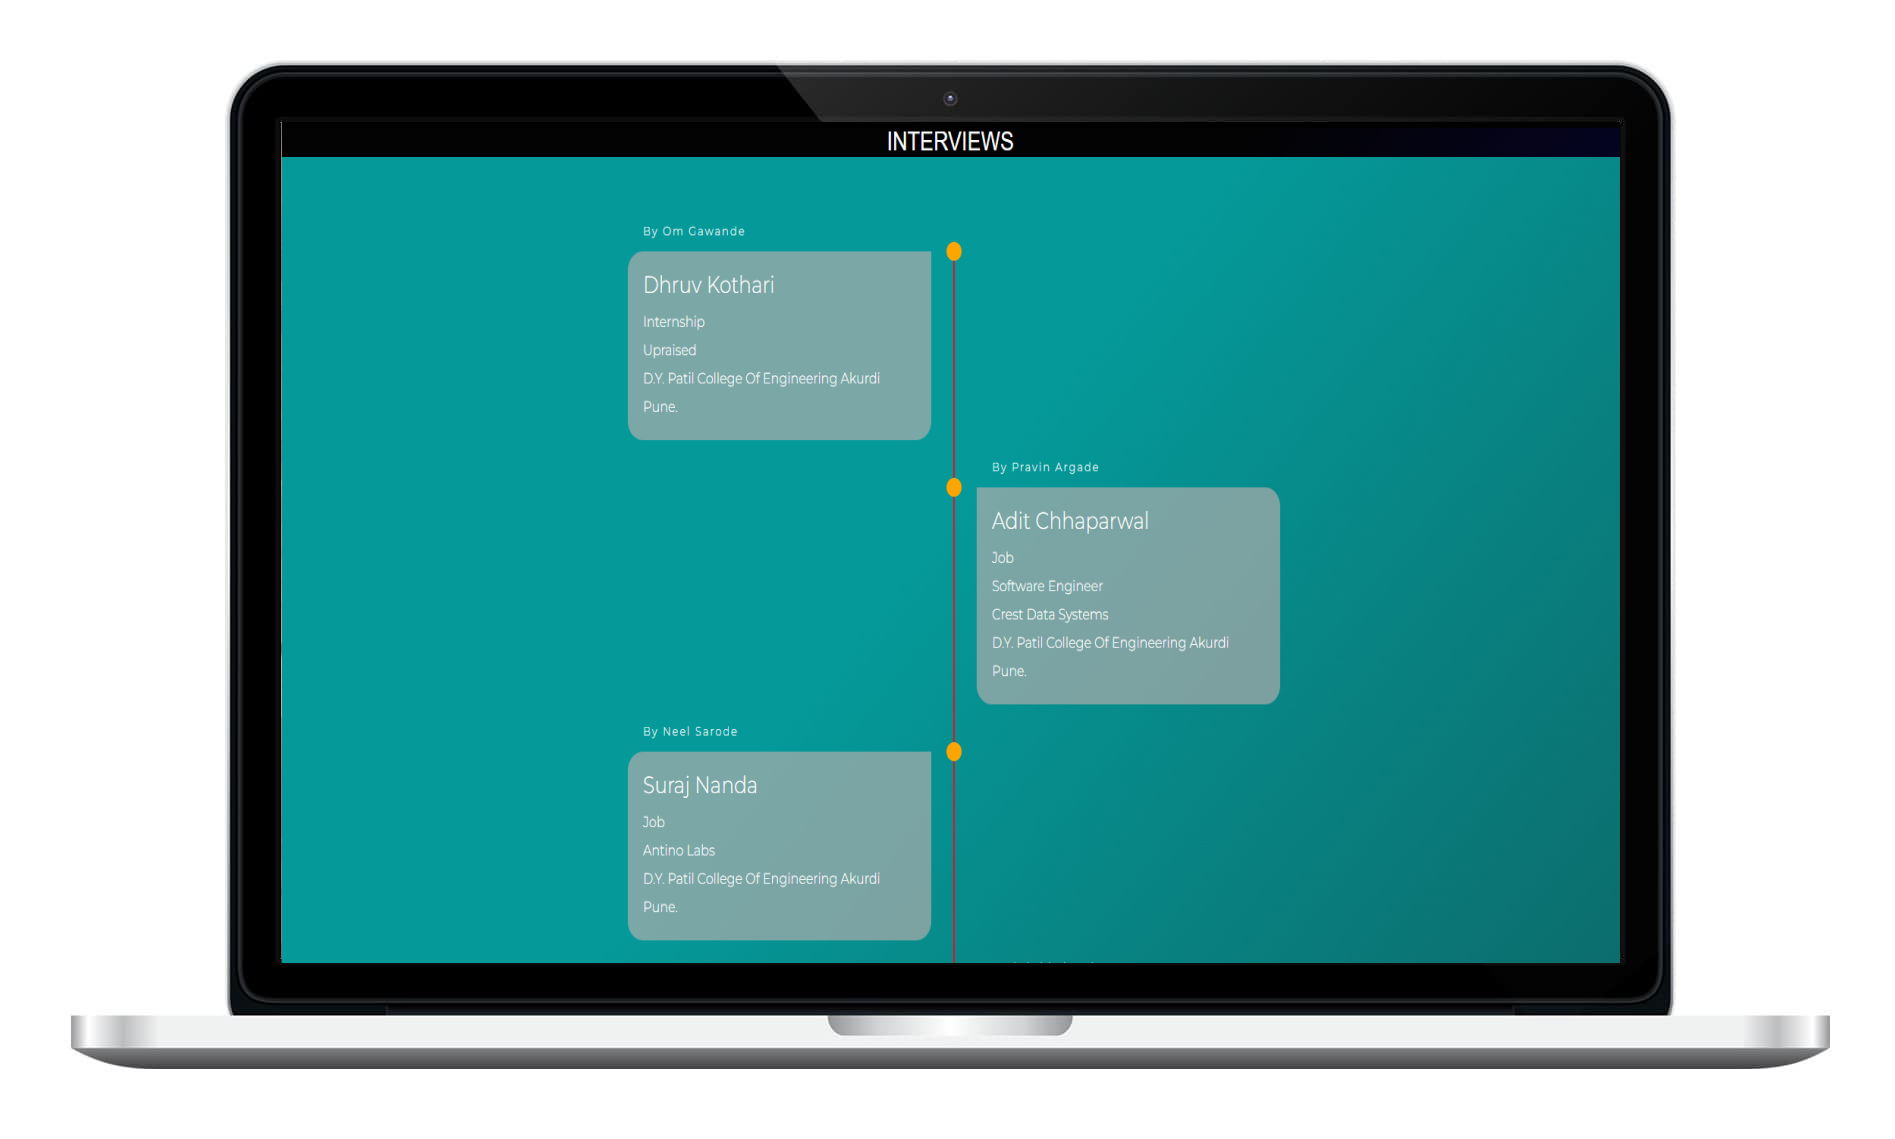 INTERVIEWS
By Om Gawande
Dhruv Kothari
Internship
Upraised
D.Y. Patil College Of Engineering Akurdi
Pune.
By Pravin Argade
Adit Chhaparwal
Job
Software Engineer
Crest Data Systems
D.Y. Patil College Of Engineering Akurdi
Pune.
By Neel Sarode
Suraj Nanda
Job
Antino Labs
D.Y. Patil College Of Engineering Akurdi
Pune.